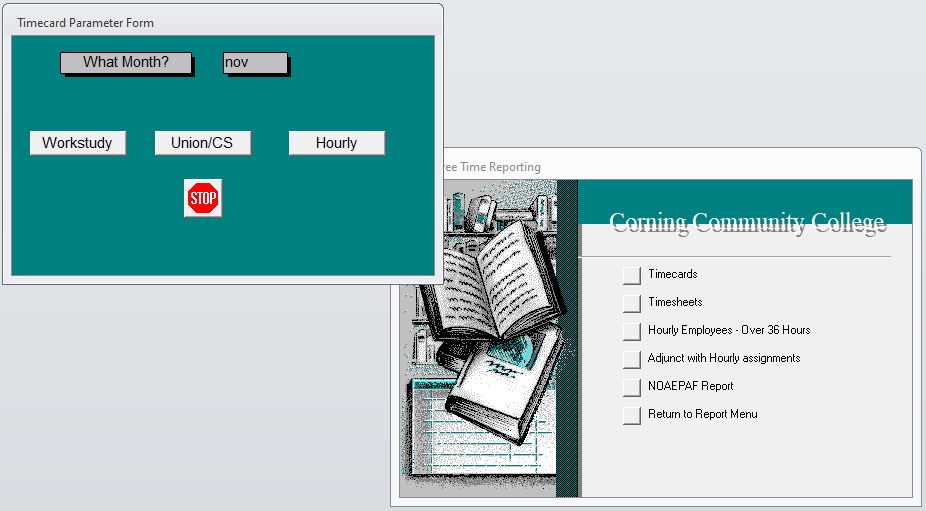 Timecard Parameter Form
What Month? nov
Workstudy Union/CS Hourly
STOP
ree Time Reporting
Corning Community College
Timecards
Timesheets
Hourly Employees - Over 36 Hours
Adjunct with Hourly assignments
NOAEPAF Report
Return to Report Menu